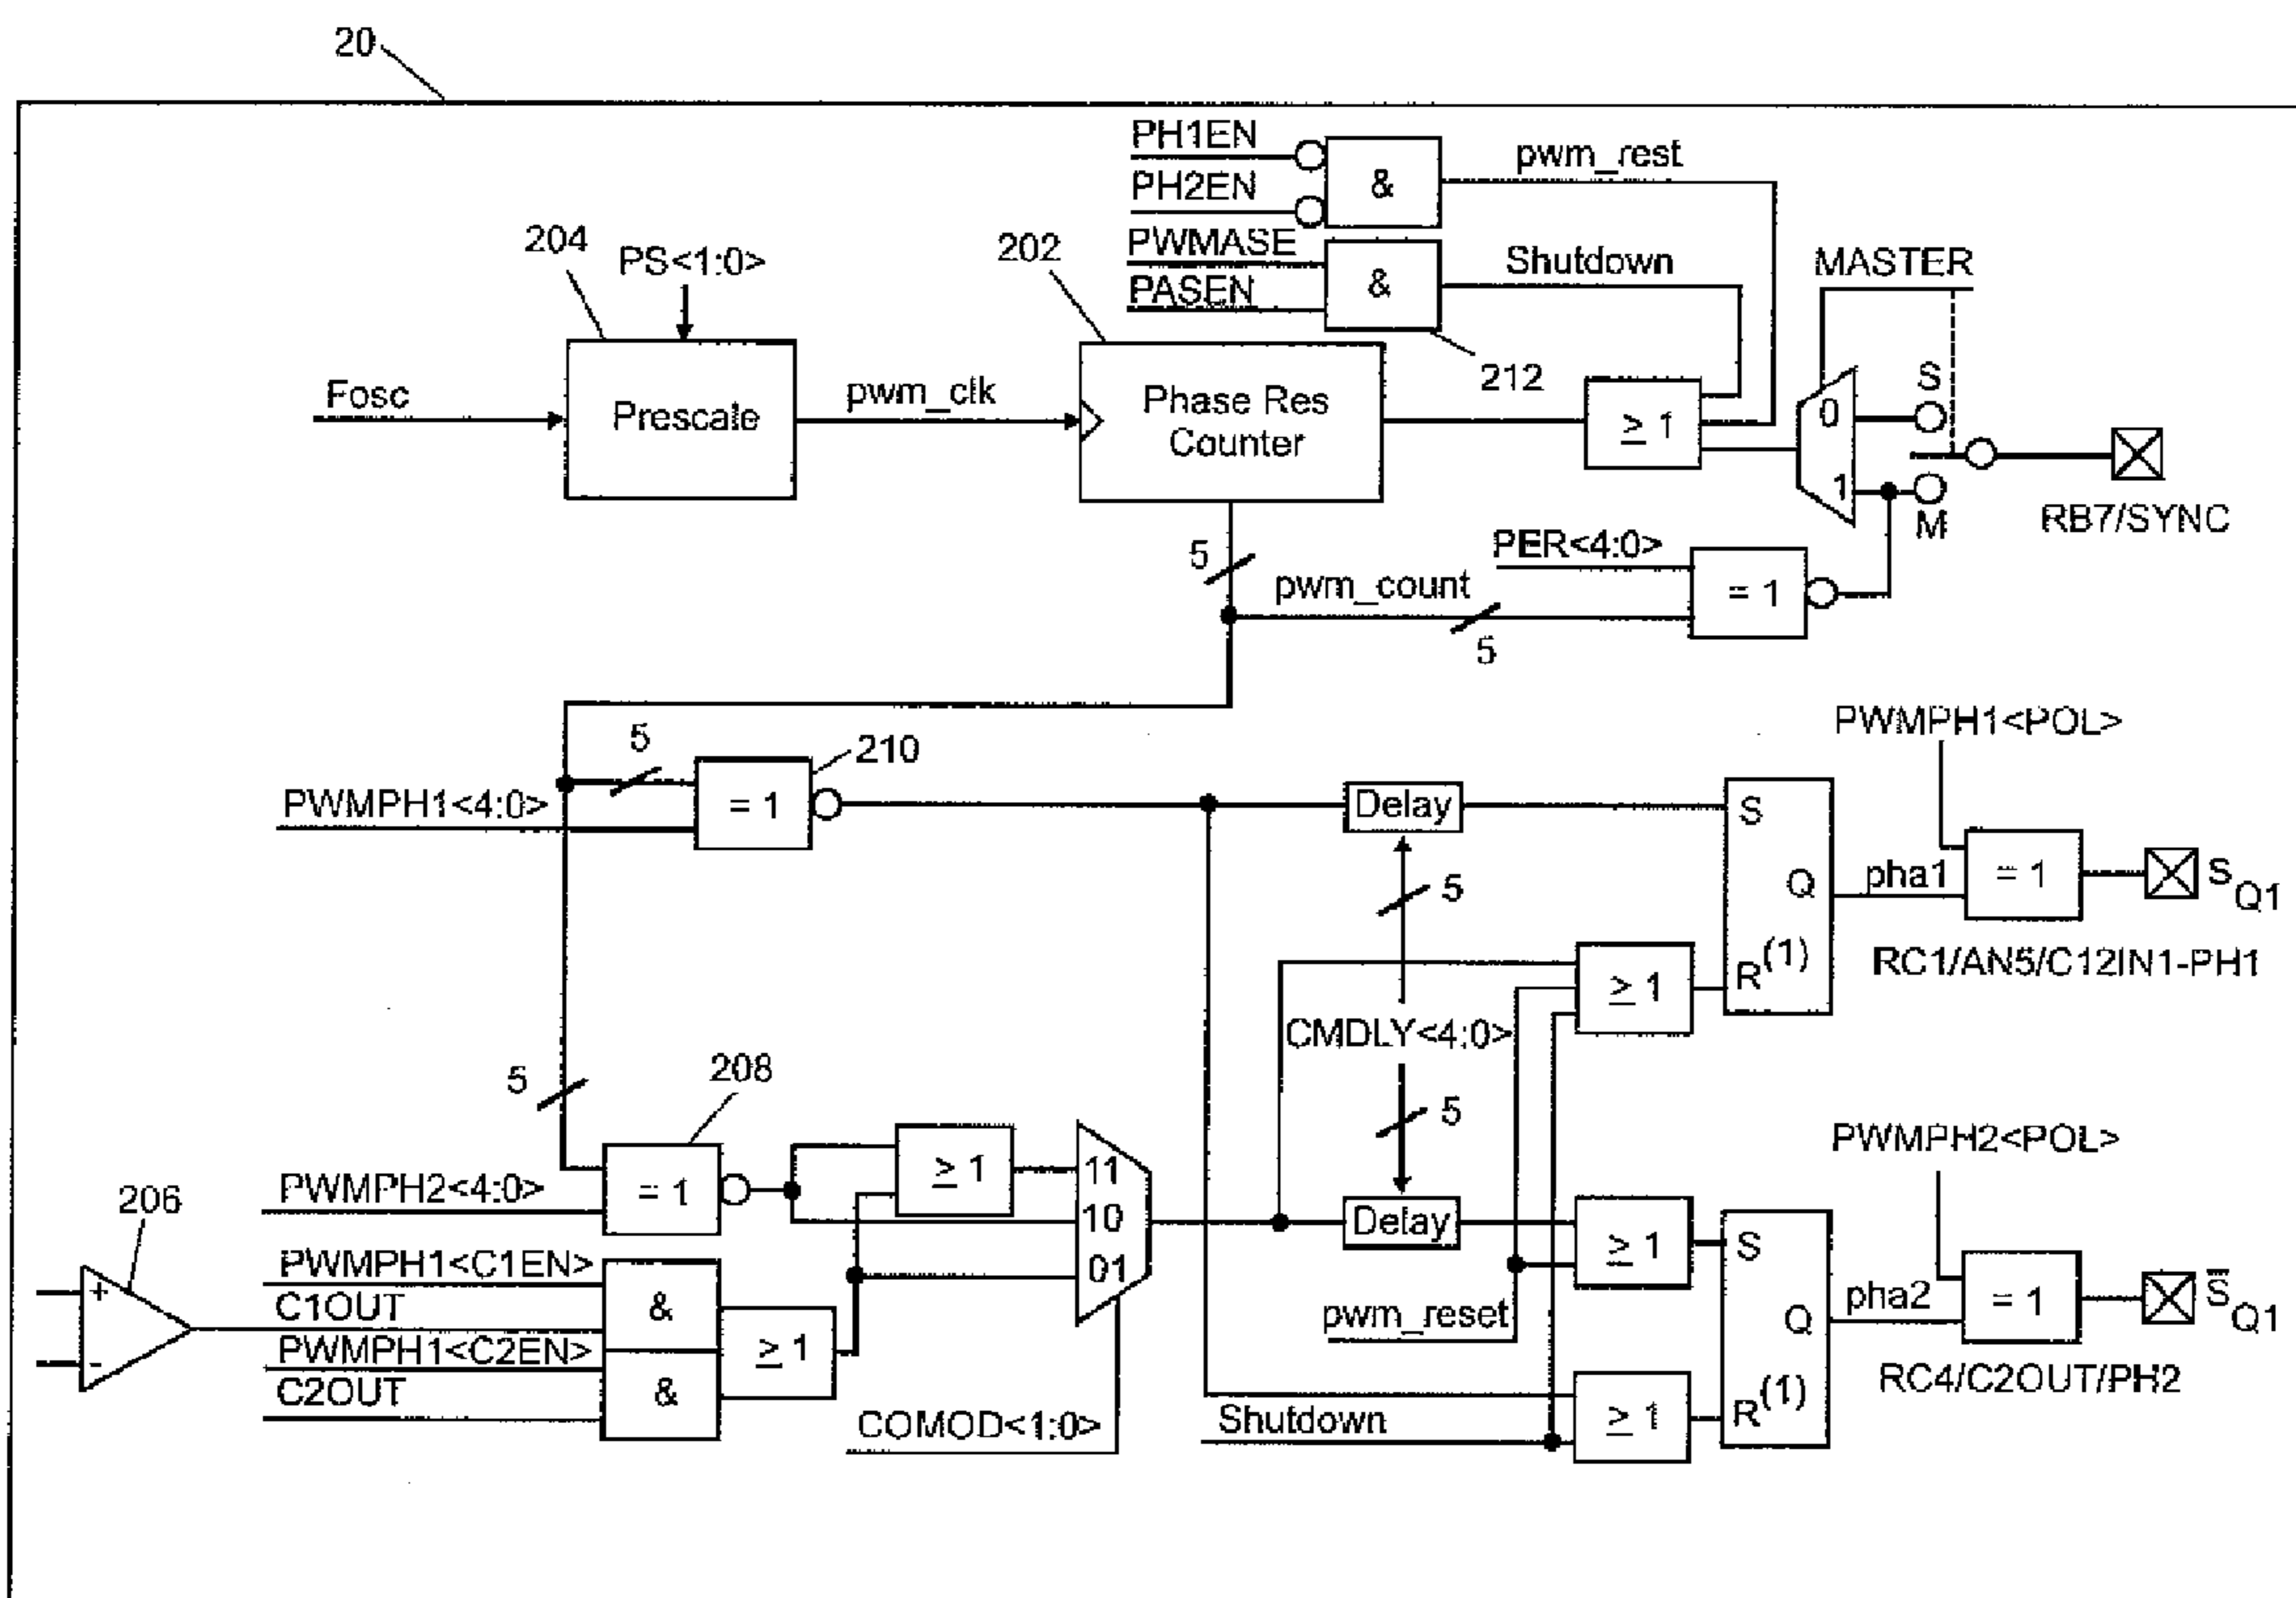 20
PH1EN
pwm_rest
PH2EN
&
204
PS<1:0>
202
PWMASE
Shutdown
MASTER
PASEN
&
212
Fosc
Prescale
pwm_clk
Phase Res
Counter
≥ 1
0
S
1
M
RB7/SYNC
5
pwm_count
5
PER<4:0>
= 1
PWMPH1<POL>
5
210
PWMPH1<4:0>
= 1
Delay
S
5
Q
pha1
= 1
SQ1
≥ 1
R(1)
RC1/AN5/C12IN1-PH1
CMDLY<4:0>
5
208
5
PWMPH2<POL>
206
PWMPH2<4:0>
= 1
≥ 1
11
10
01
Delay
≥ 1
S
+
-
PWMPH1<C1EN>
C1OUT
&
PWMPH1<C2EN>
C2OUT
&
≥ 1
pwm_reset
Q
pha2
= 1
S̅Q1
RC4/C2OUT/PH2
COMOD<1:0>
Shutdown
≥ 1
R(1)